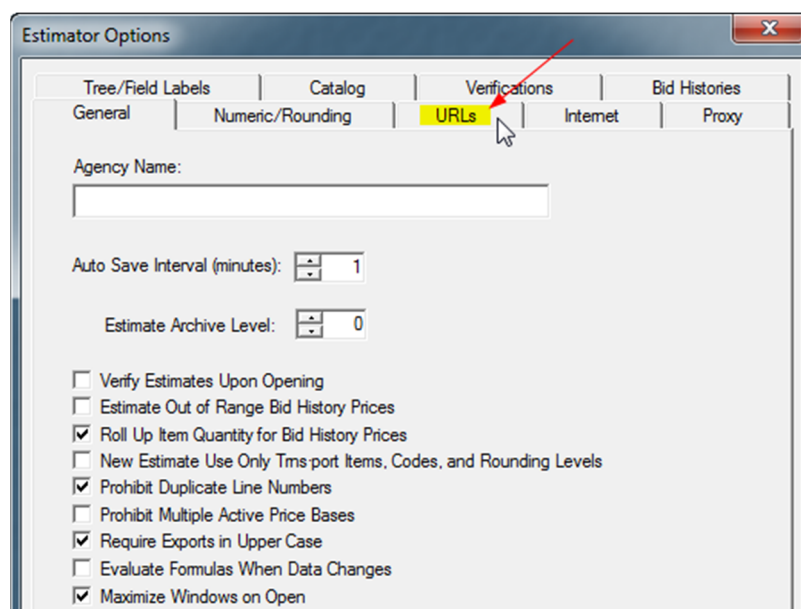 Estimator Options
Tree/Field Labels Catalog Verifications Bid Histories
General Numeric/Rounding URLs Internet Proxy
Agency Name:
Auto Save Interval (minutes): 1
Estimate Archive Level: 0
Verify Estimates Upon Opening
Estimate Out of Range Bid History Prices
Roll Up Item Quantity for Bid History Prices
New Estimate Use Only Trns·port Items, Codes, and Rounding Levels
Prohibit Duplicate Line Numbers
Prohibit Multiple Active Price Bases
Require Exports in Upper Case
Evaluate Formulas When Data Changes
Maximize Windows on Open